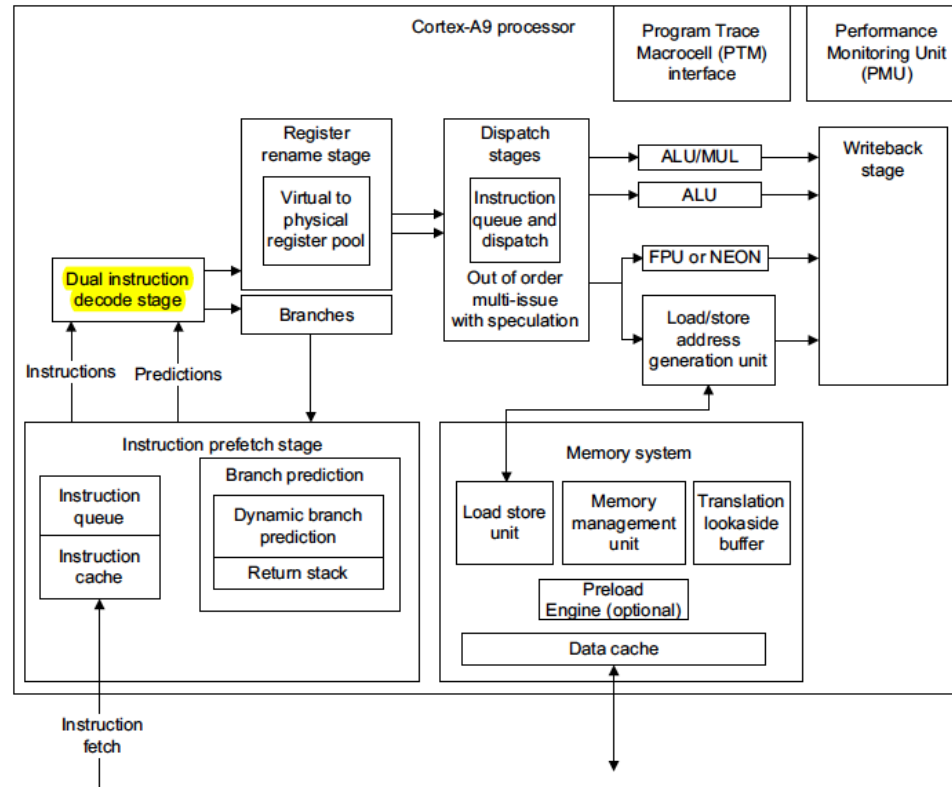 Cortex-A9 processor
Program Trace
Macrocell (PTM)
interface
Performance
Monitoring Unit
(PMU)
Register
rename stage
Virtual to
physical
register pool
Dispatch
stages
Instruction
queue and
dispatch
Out of order
multi-issue
with speculation
ALU/MUL
ALU
FPU or NEON
Load/store
address
generation unit
Writeback
stage
Dual instruction
decode stage
Branches
Instructions
Predictions
Instruction prefetch stage
Instruction
queue
Instruction
cache
Branch prediction
Dynamic branch
prediction
Return stack
Memory system
Load store
unit
Memory
management
unit
Translation
lookaside
buffer
Preload
Engine (optional)
Data cache
Instruction
fetch